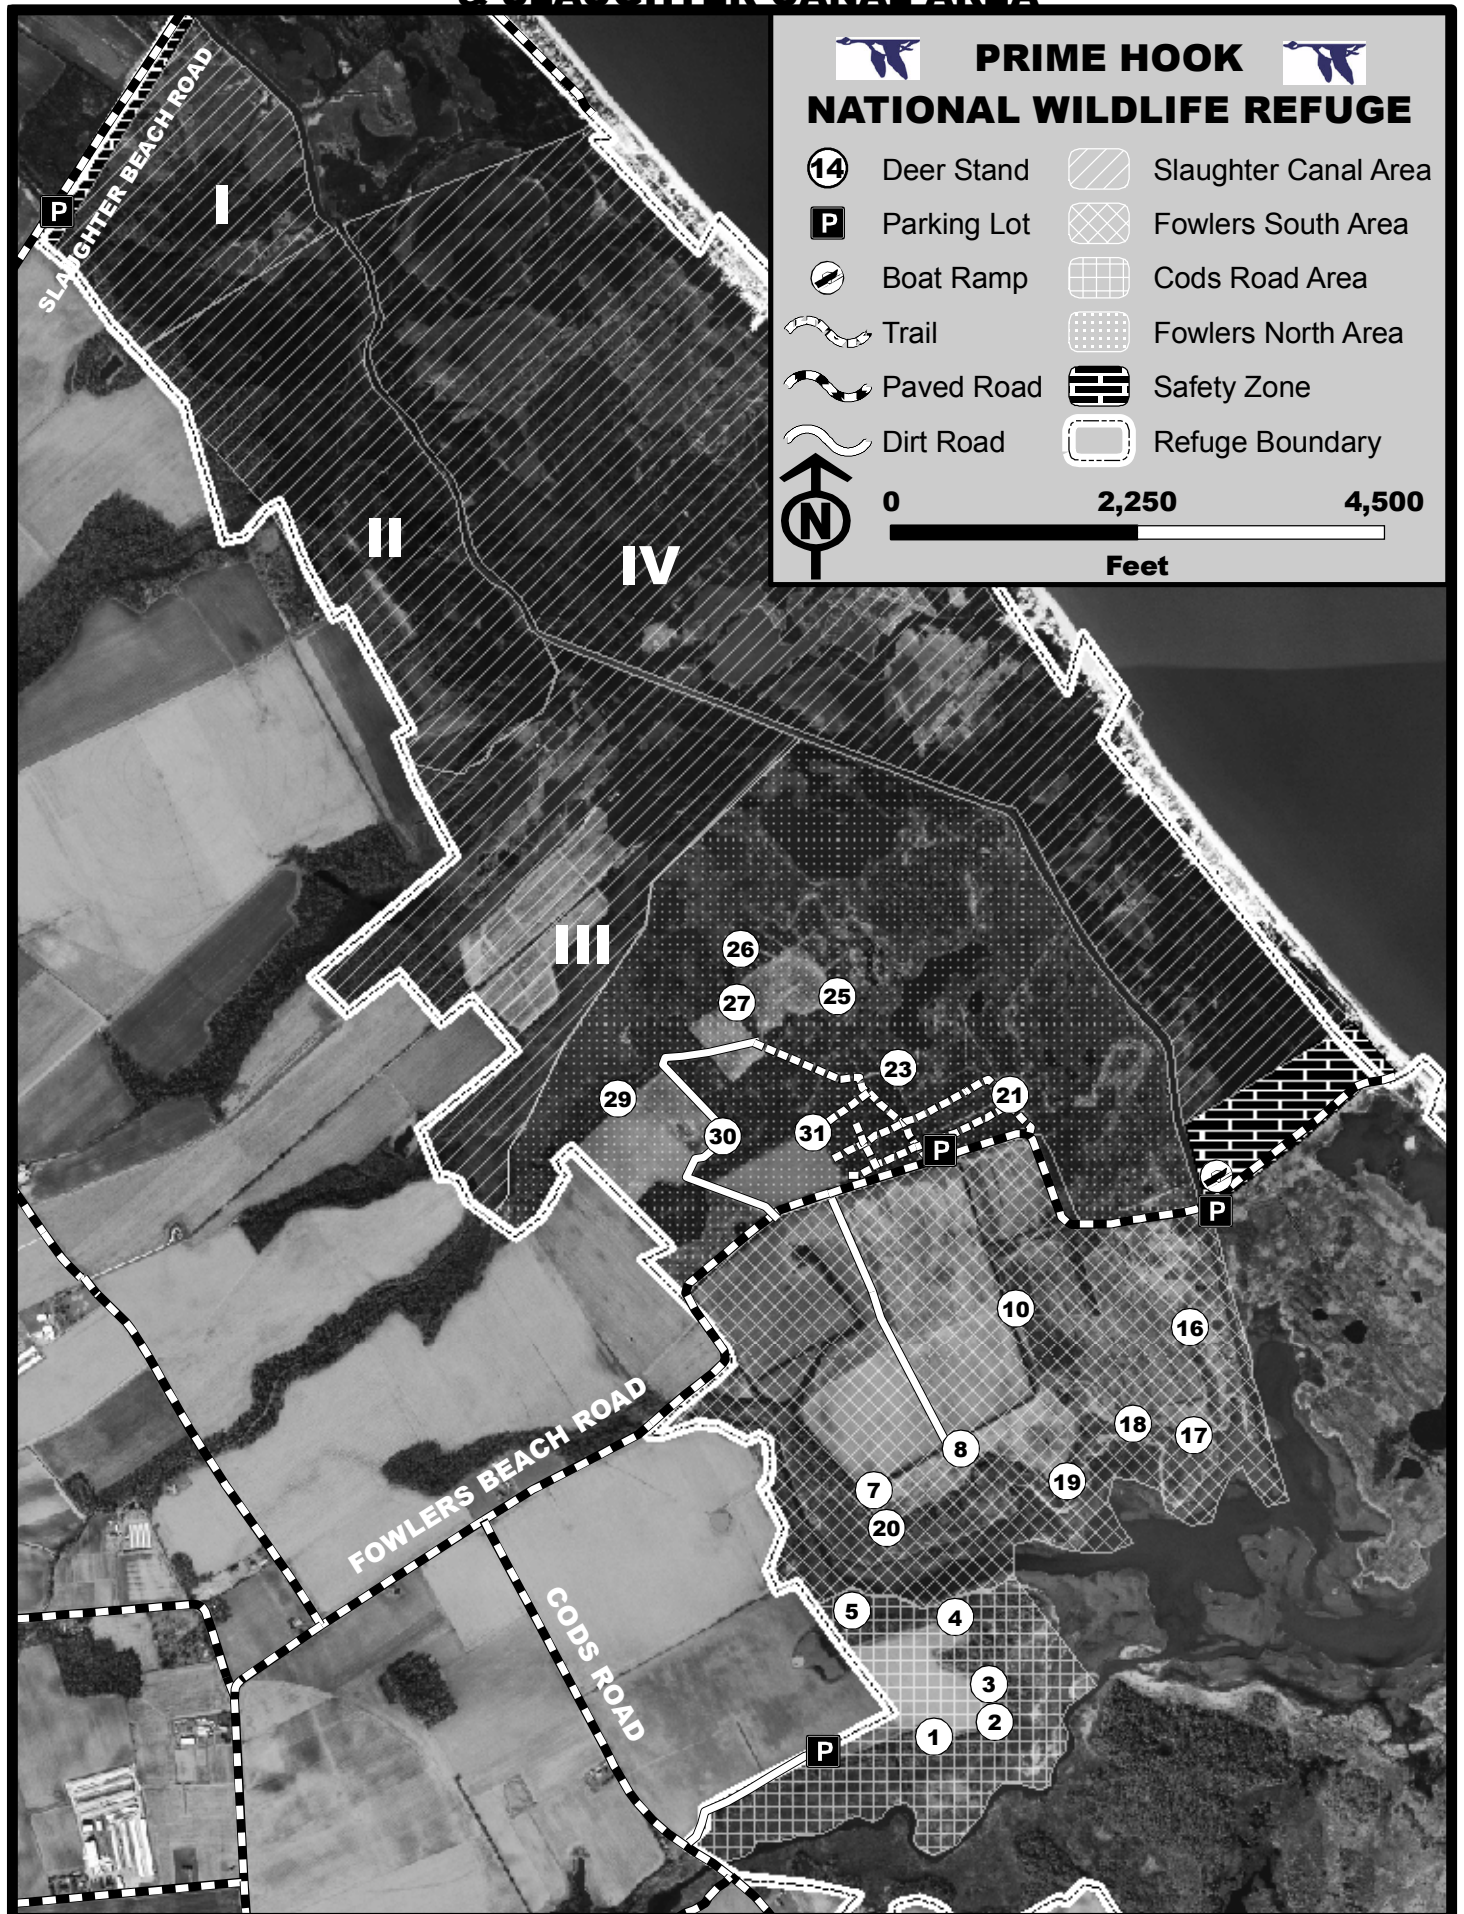 & SLAUGHTER CANAL AREA
PRIME HOOK
NATIONAL WILDLIFE REFUGE
14 Deer Stand
Slaughter Canal Area
P Parking Lot
Fowlers South Area
Boat Ramp
Cods Road Area
Trail
Fowlers North Area
Paved Road
Safety Zone
Dirt Road
Refuge Boundary
N
0 2,250 4,500
Feet
SLAUGHTER BEACH ROAD
P
I
II
IV
III
26
27
25
23
29
21
30
31
P
P
10
16
18
17
8
19
7
20
FOWLERS BEACH ROAD
5
4
CODS ROAD
3
2
1
P